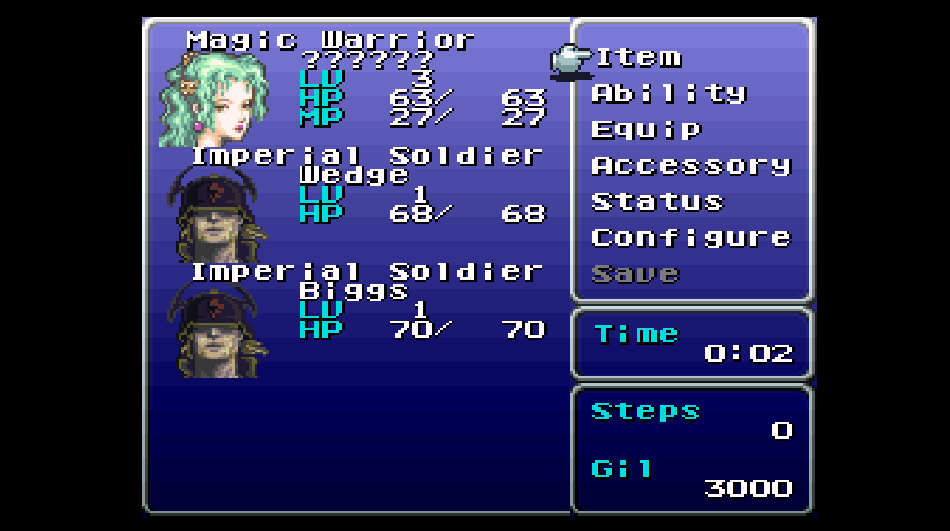 Magic Warrior
??????
LV 3
HP 63/ 63
MP 27/ 27
Imperial Soldier
Wedge
LV 1
HP 68/ 68
Imperial Soldier
Biggs
LV 1
HP 70/ 70
Item
Ability
Equip
Accessory
Status
Configure
Save
Time
0:02
Steps
0
Gil
3000